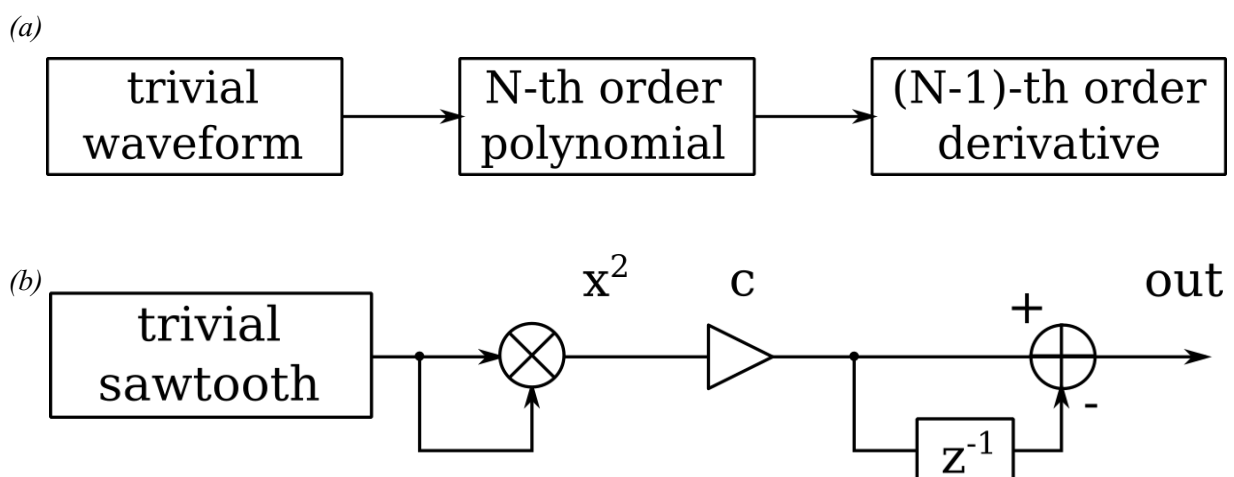 (a)
trivial
waveform
N-th order
polynomial
(N-1)-th order
derivative
(b)
trivial
sawtooth
x²
c
+
out
-
z⁻¹